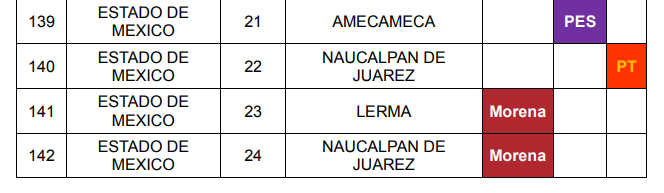 139 ESTADO DE MEXICO 21 AMECAMECA PES
140 ESTADO DE MEXICO 22 NAUCALPAN DE JUAREZ PT
141 ESTADO DE MEXICO 23 LERMA Morena
142 ESTADO DE MEXICO 24 NAUCALPAN DE JUAREZ Morena